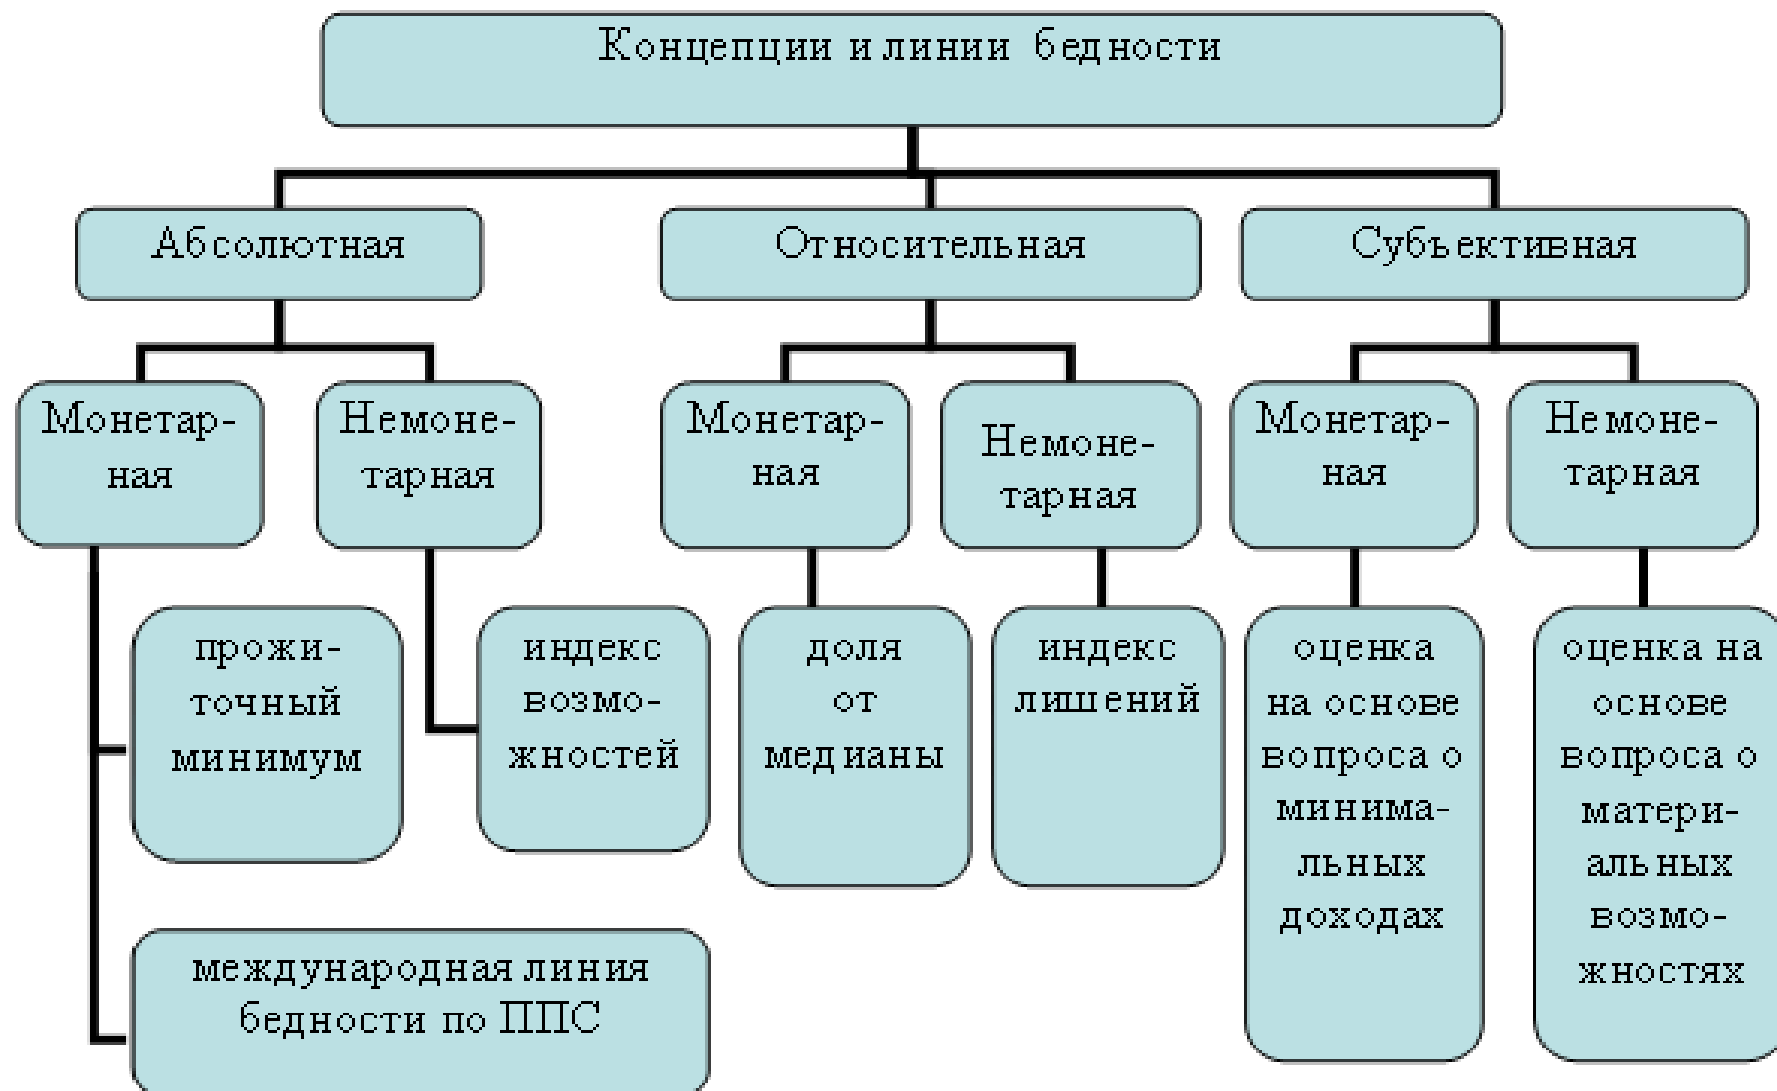 Концепции и линии бедности
Абсолютная
Относительная
Субъективная
Монетар-
ная
Немоне-
тарная
Монетар-
ная
Немоне-
тарная
Монетар-
ная
Немоне-
тарная
прожи-
точный
минимум
индекс
возмо-
жностей
доля
от
медианы
индекс
лишений
оценка
на основе
вопроса о
минима-
льных
доходах
оценка на
основе
вопроса о
матери-
альных
возмо-
жностях
международная линия
бедности по ППС